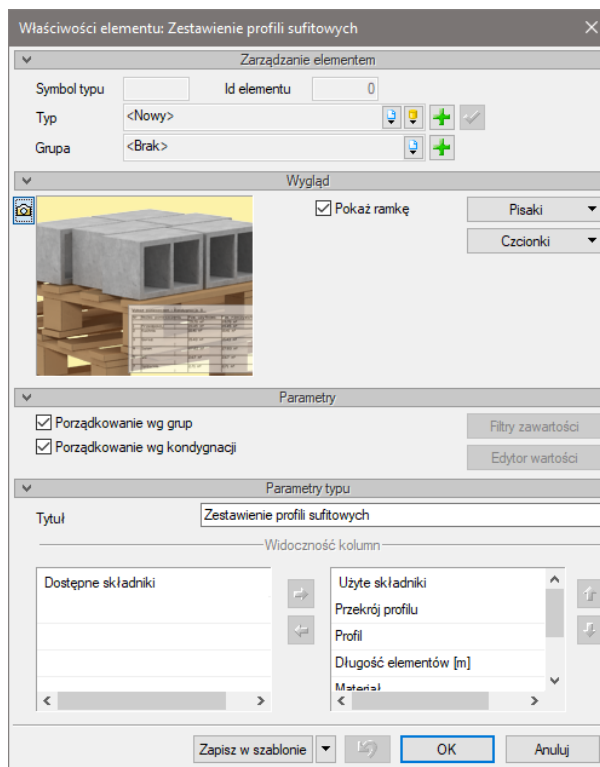 Właściwości elementu: Zestawienie profili sufitowych
Zarządzanie elementem
Symbol typu Id elementu 0
Typ <Nowy>
Grupa <Brak>
Wygląd
Pokaż ramkę Pisaki
Czcionki
Parametry
Porządkowanie wg grup Filtry zawartości
Porządkowanie wg kondygnacji Edytor wartości
Parametry typu
Tytuł Zestawienie profili sufitowych
Widoczność kolumn
Dostępne składniki Użyte składniki
Przekrój profilu
Profil
Długość elementów [m]
Materiał
Zapisz w szablonie OK Anuluj